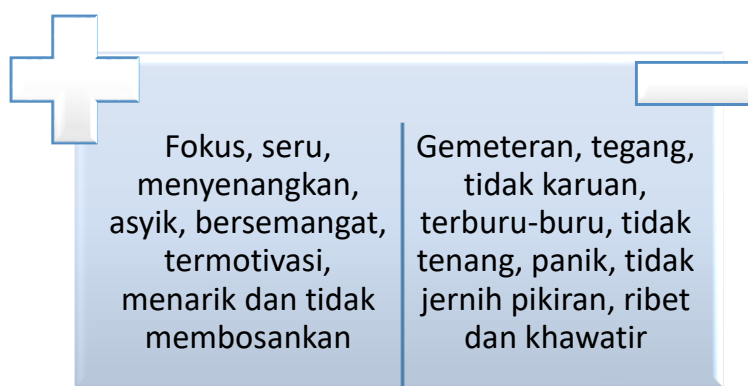 Fokus, seru,
menyenangkan,
asyik, bersemangat,
termotivasi,
menarik dan tidak
membosankan
Gemeteran, tegang,
tidak karuan,
terburu-buru, tidak
tenang, panik, tidak
jernih pikiran, ribet
dan khawatir